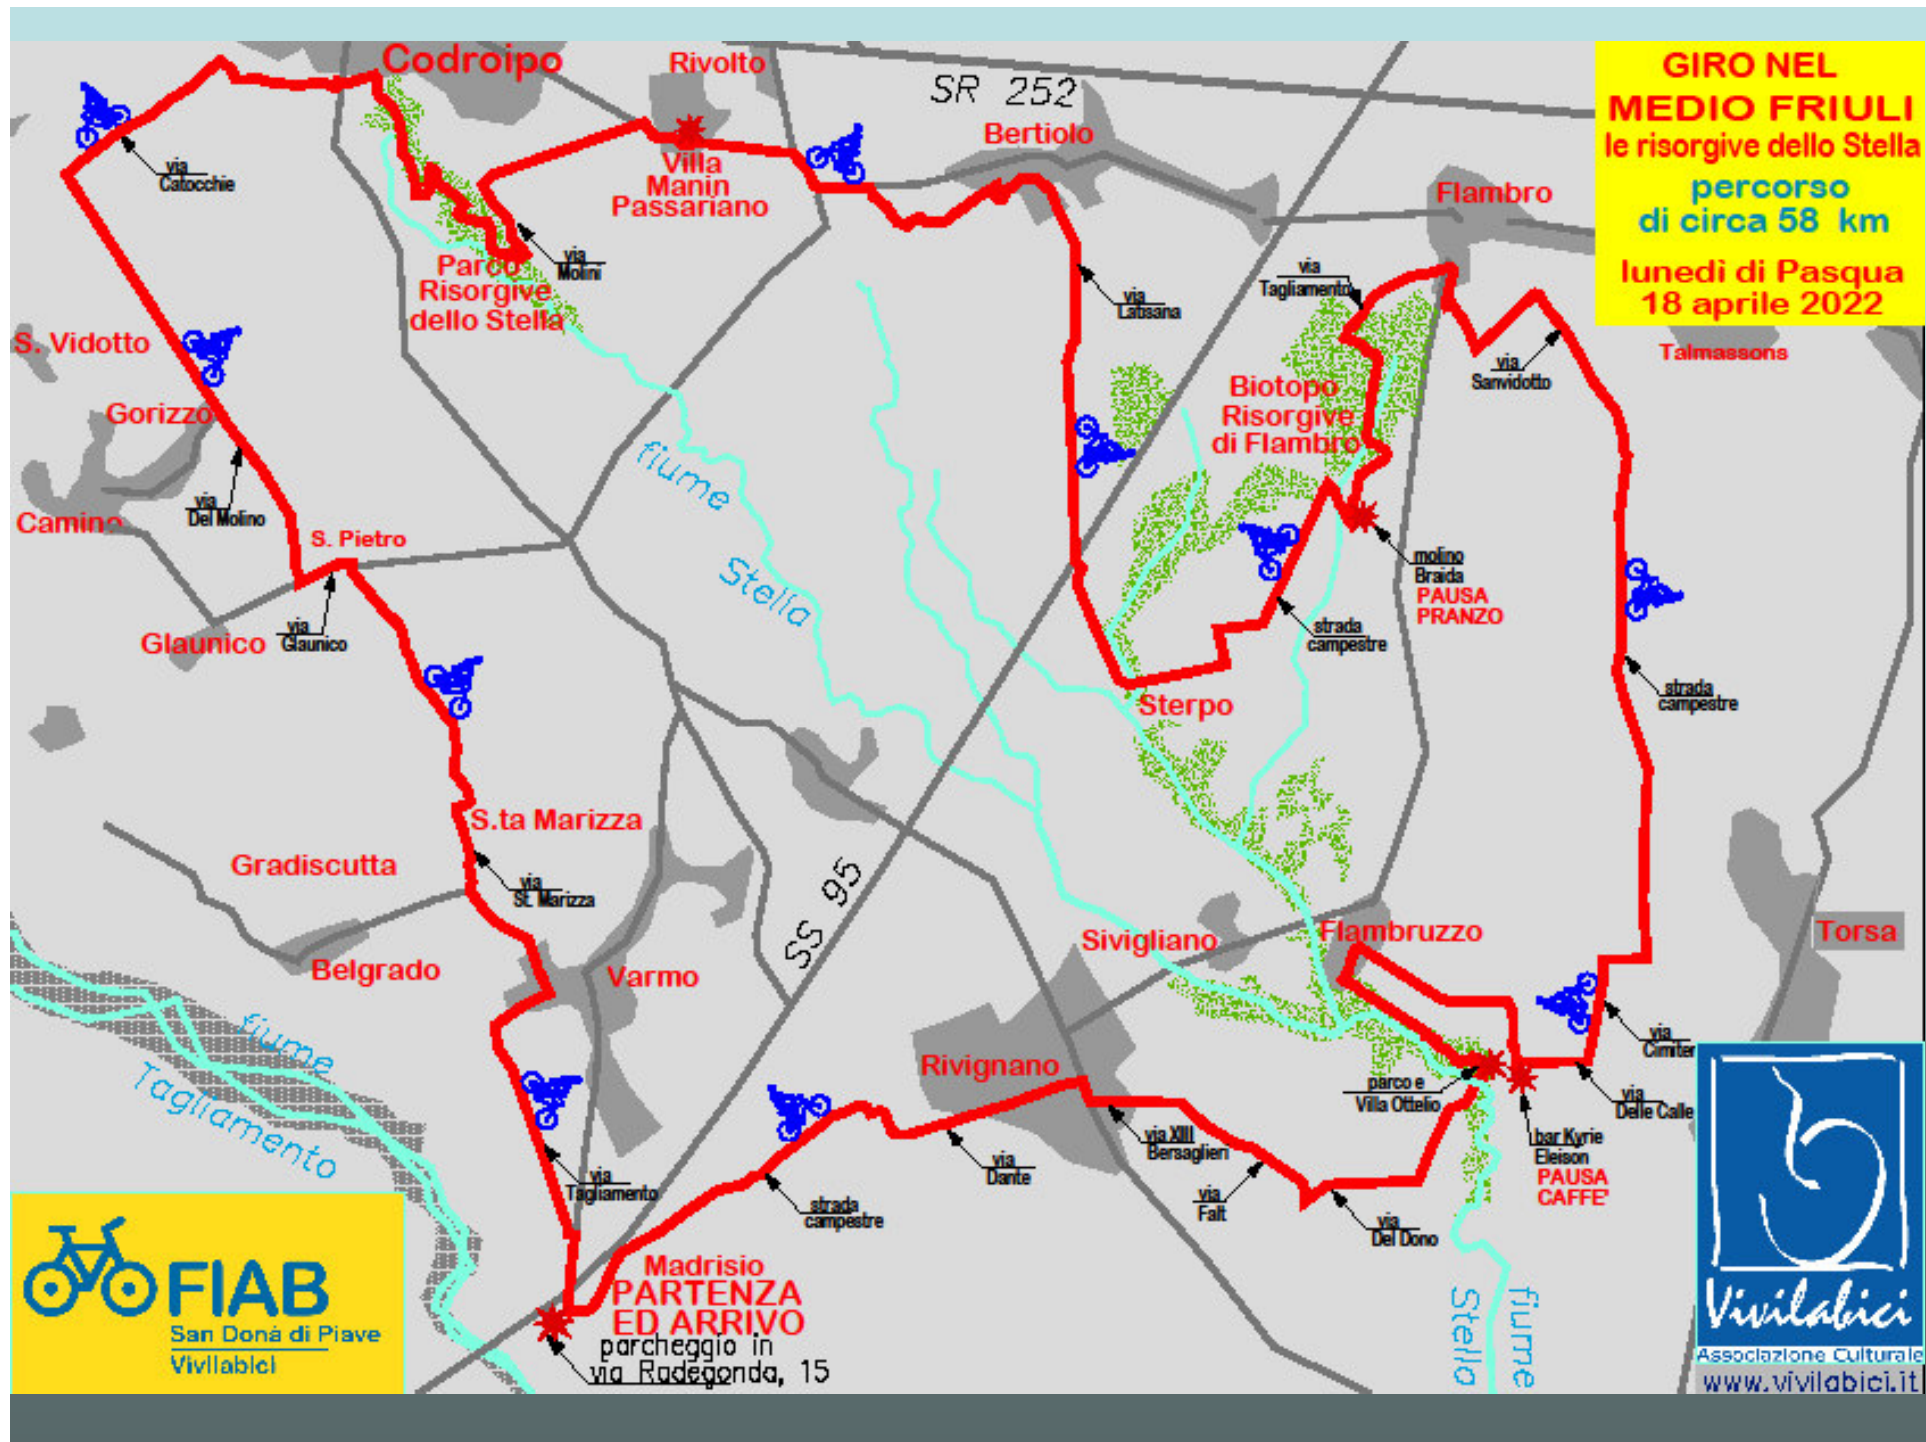 Codroipo
Rivolto
SR 252
Bertiolo
GIRO NEL
MEDIO FRIULI
le risorgive dello Stella
percorso
di circa 58 km
lunedì di Pasqua
18 aprile 2022
via
Catocchie
Villa
Manin
Passariano
Flambro
Parco
Risorgive
dello Stella
via
Molini
via
Latisana
via
Tagliamento
S. Vidotto
via
Sanvidotto
Talmassons
Gorizzo
Biotopo
Risorgive
di Flambro
fiume
Stella
Camino
via
Del Molino
S. Pietro
molino
Braida
PAUSA
PRANZO
Glaunico
via
Glaunico
strada
campestre
Sterpo
strada
campestre
S.ta Marizza
Gradiscutta
via
St. Marizza
SS 95
Belgrado
Varmo
Sivigliano
Flambruzzo
Torsa
fiume
Tagliamento
Rivignano
via
Cimiter
parco e
Villa Ottelio
via
Delle Calle
via
Tagliamento
via
Dante
via XIII
Bersaglieri
bar Kyrie
Eleison
PAUSA
CAFFE'
strada
campestre
via
Falt
via
Del Dono
Madrisio
PARTENZA
ED ARRIVO
parcheggio in
via Radegonda, 15
fiume
Stella
FIAB
San Donà di Piave
Vivilabici
Vivilabici
Associazione Culturale
www.vivilabici.it